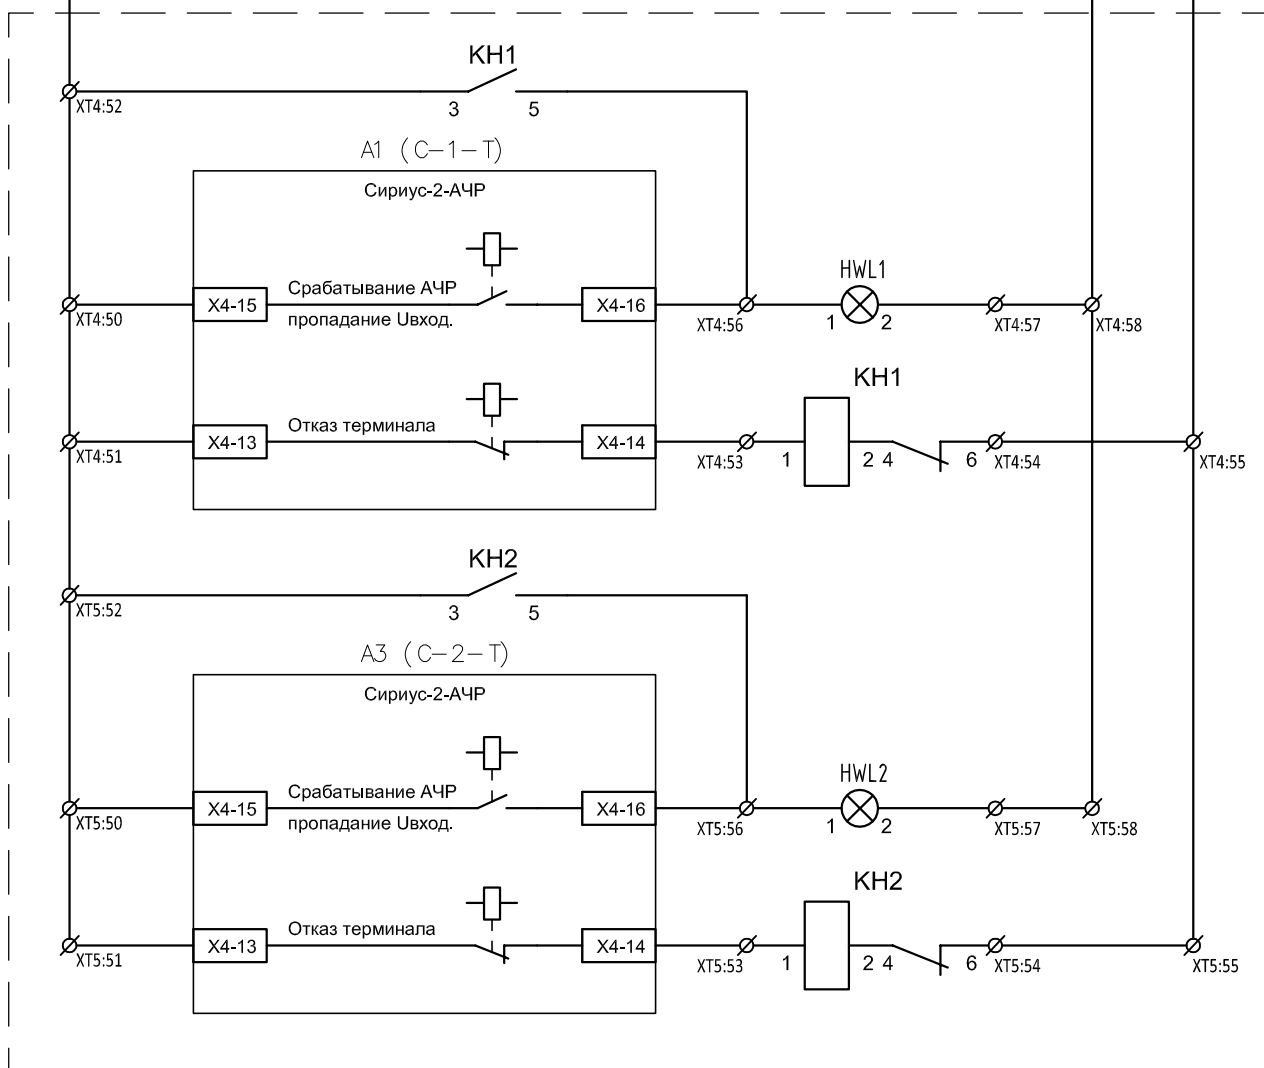 KH1
XT4:52
3 5
A1 (C-1-T)
Сириус-2-АЧР
HWL1
Срабатывание АЧР
X4-15 X4-16
пропадание Uвход.
XT4:50 XT4:56 1 2 XT4:57 XT4:58
KH1
Отказ терминала
X4-13 X4-14
XT4:51 XT4:53 1 2 4 6 XT4:54 XT4:55
KH2
XT5:52
3 5
A3 (C-2-T)
Сириус-2-АЧР
HWL2
Срабатывание АЧР
X4-15 X4-16
пропадание Uвход.
XT5:50 XT5:56 1 2 XT5:57 XT5:58
KH2
Отказ терминала
X4-13 X4-14
XT5:51 XT5:53 1 2 4 6 XT5:54 XT5:55